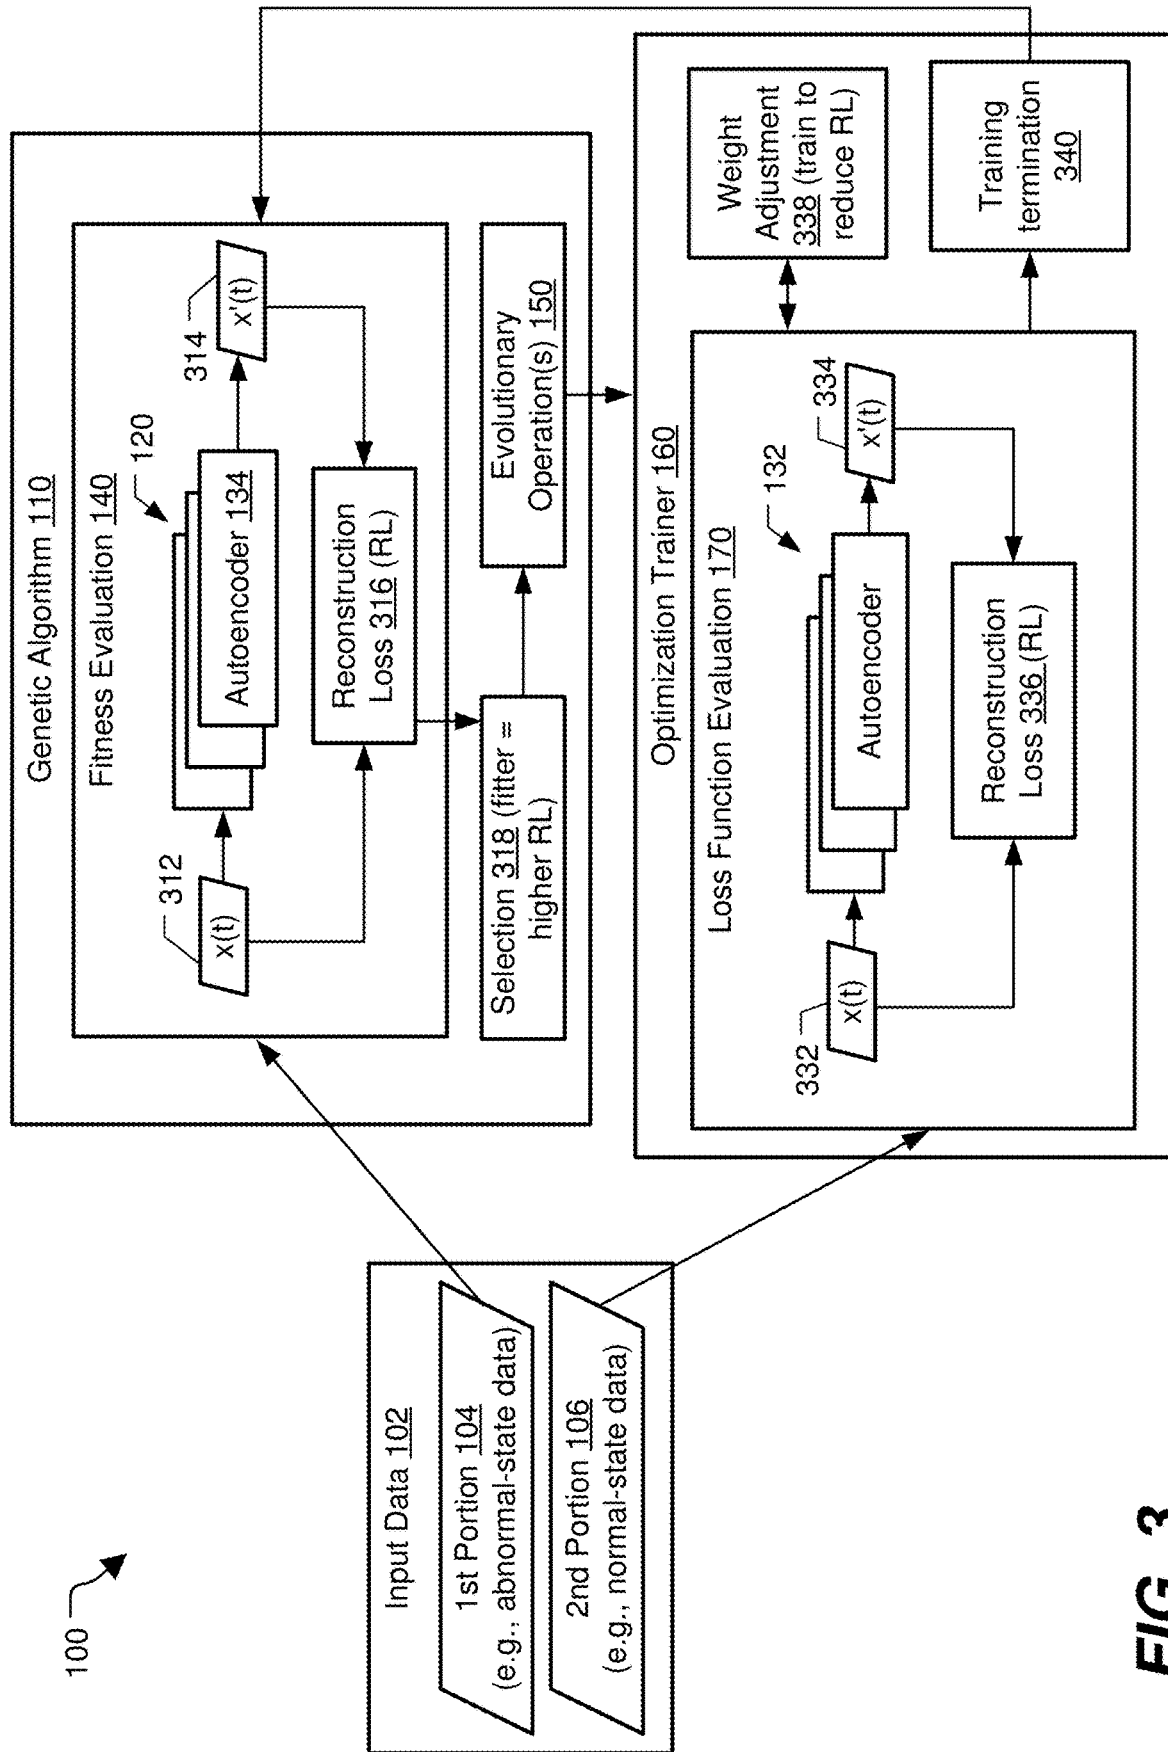 100
Input Data 102
1st Portion 104
(e.g., abnormal-state data)
2nd Portion 106
(e.g., normal-state data)
Genetic Algorithm 110
Fitness Evaluation 140
312
x(t)
120
Autoencoder 134
314
x'(t)
Reconstruction
Loss 316 (RL)
Selection 318 (fitter =
higher RL)
Evolutionary
Operation(s) 150
Optimization Trainer 160
Loss Function Evaluation 170
332
x(t)
132
Autoencoder
334
x'(t)
Reconstruction
Loss 336 (RL)
Weight
Adjustment
338 (train to
reduce RL)
Training
termination
340
FIG. 3